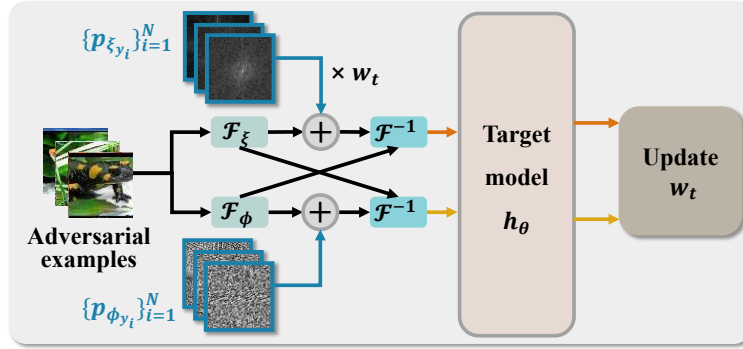 {p_{ξ_{y_i}}}_{i=1}^N
× w_t
F_ξ
+
F^{-1}
Target
model
h_θ
Update
w_t
Adversarial
examples
F_ϕ
+
F^{-1}
{p_{ϕ_{y_i}}}_{i=1}^N